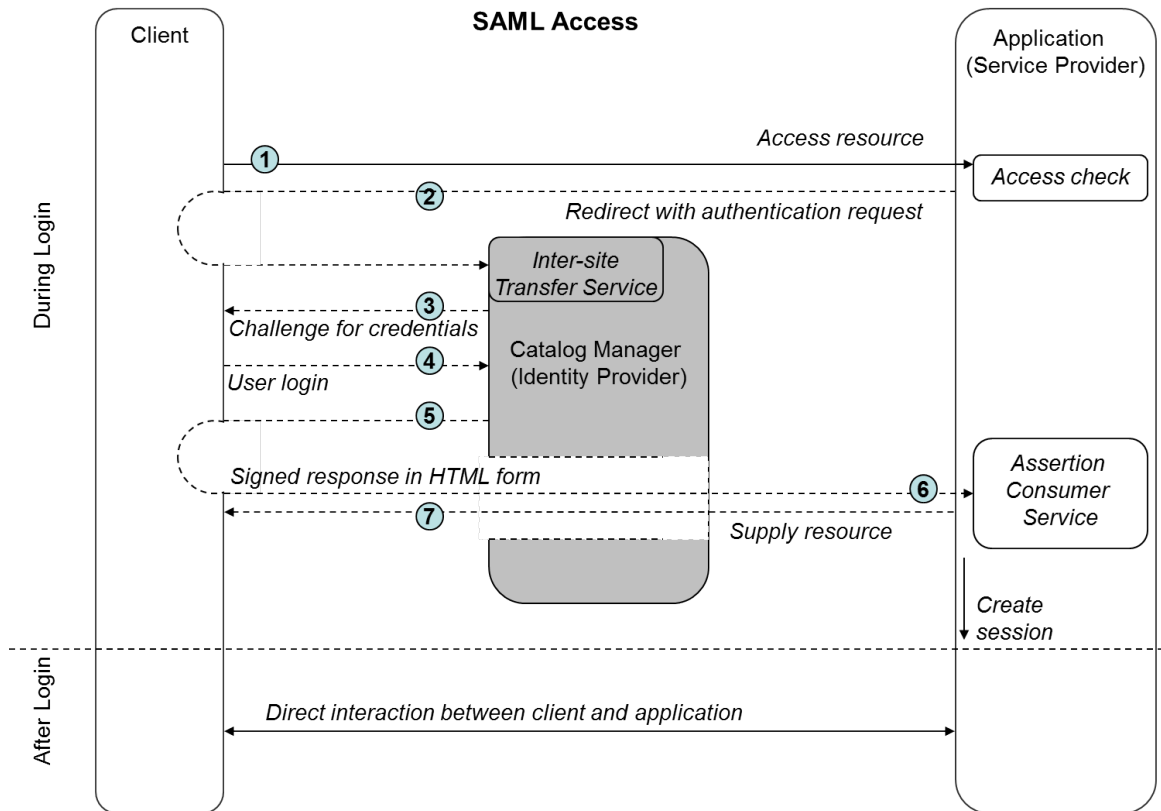 SAML Access
Client
Application
(Service Provider)
During Login
1
Access resource
Access check
2
Redirect with authentication request
Inter-site
Transfer Service
3
Challenge for credentials
Catalog Manager
(Identity Provider)
4
User login
5
Signed response in HTML form
6
Assertion
Consumer
Service
7
Supply resource
Create
session
After Login
Direct interaction between client and application